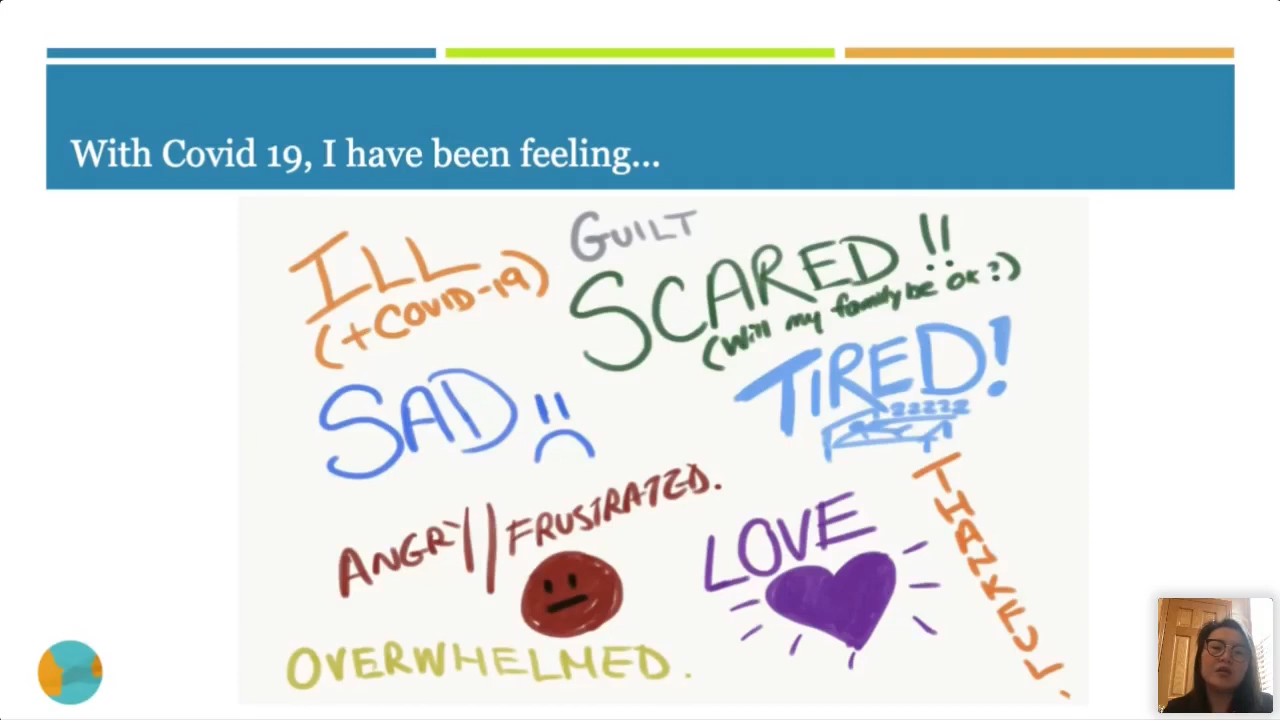 With Covid 19, I have been feeling...
GUILT
ILL
(+COVID-19)
SCARED!!
(Will my family be ok?)
TIRED!
zzzzz
SAD
ANGRY//FRUSTRATED.
LOVE
THANKFUL.
OVERWHELMED.